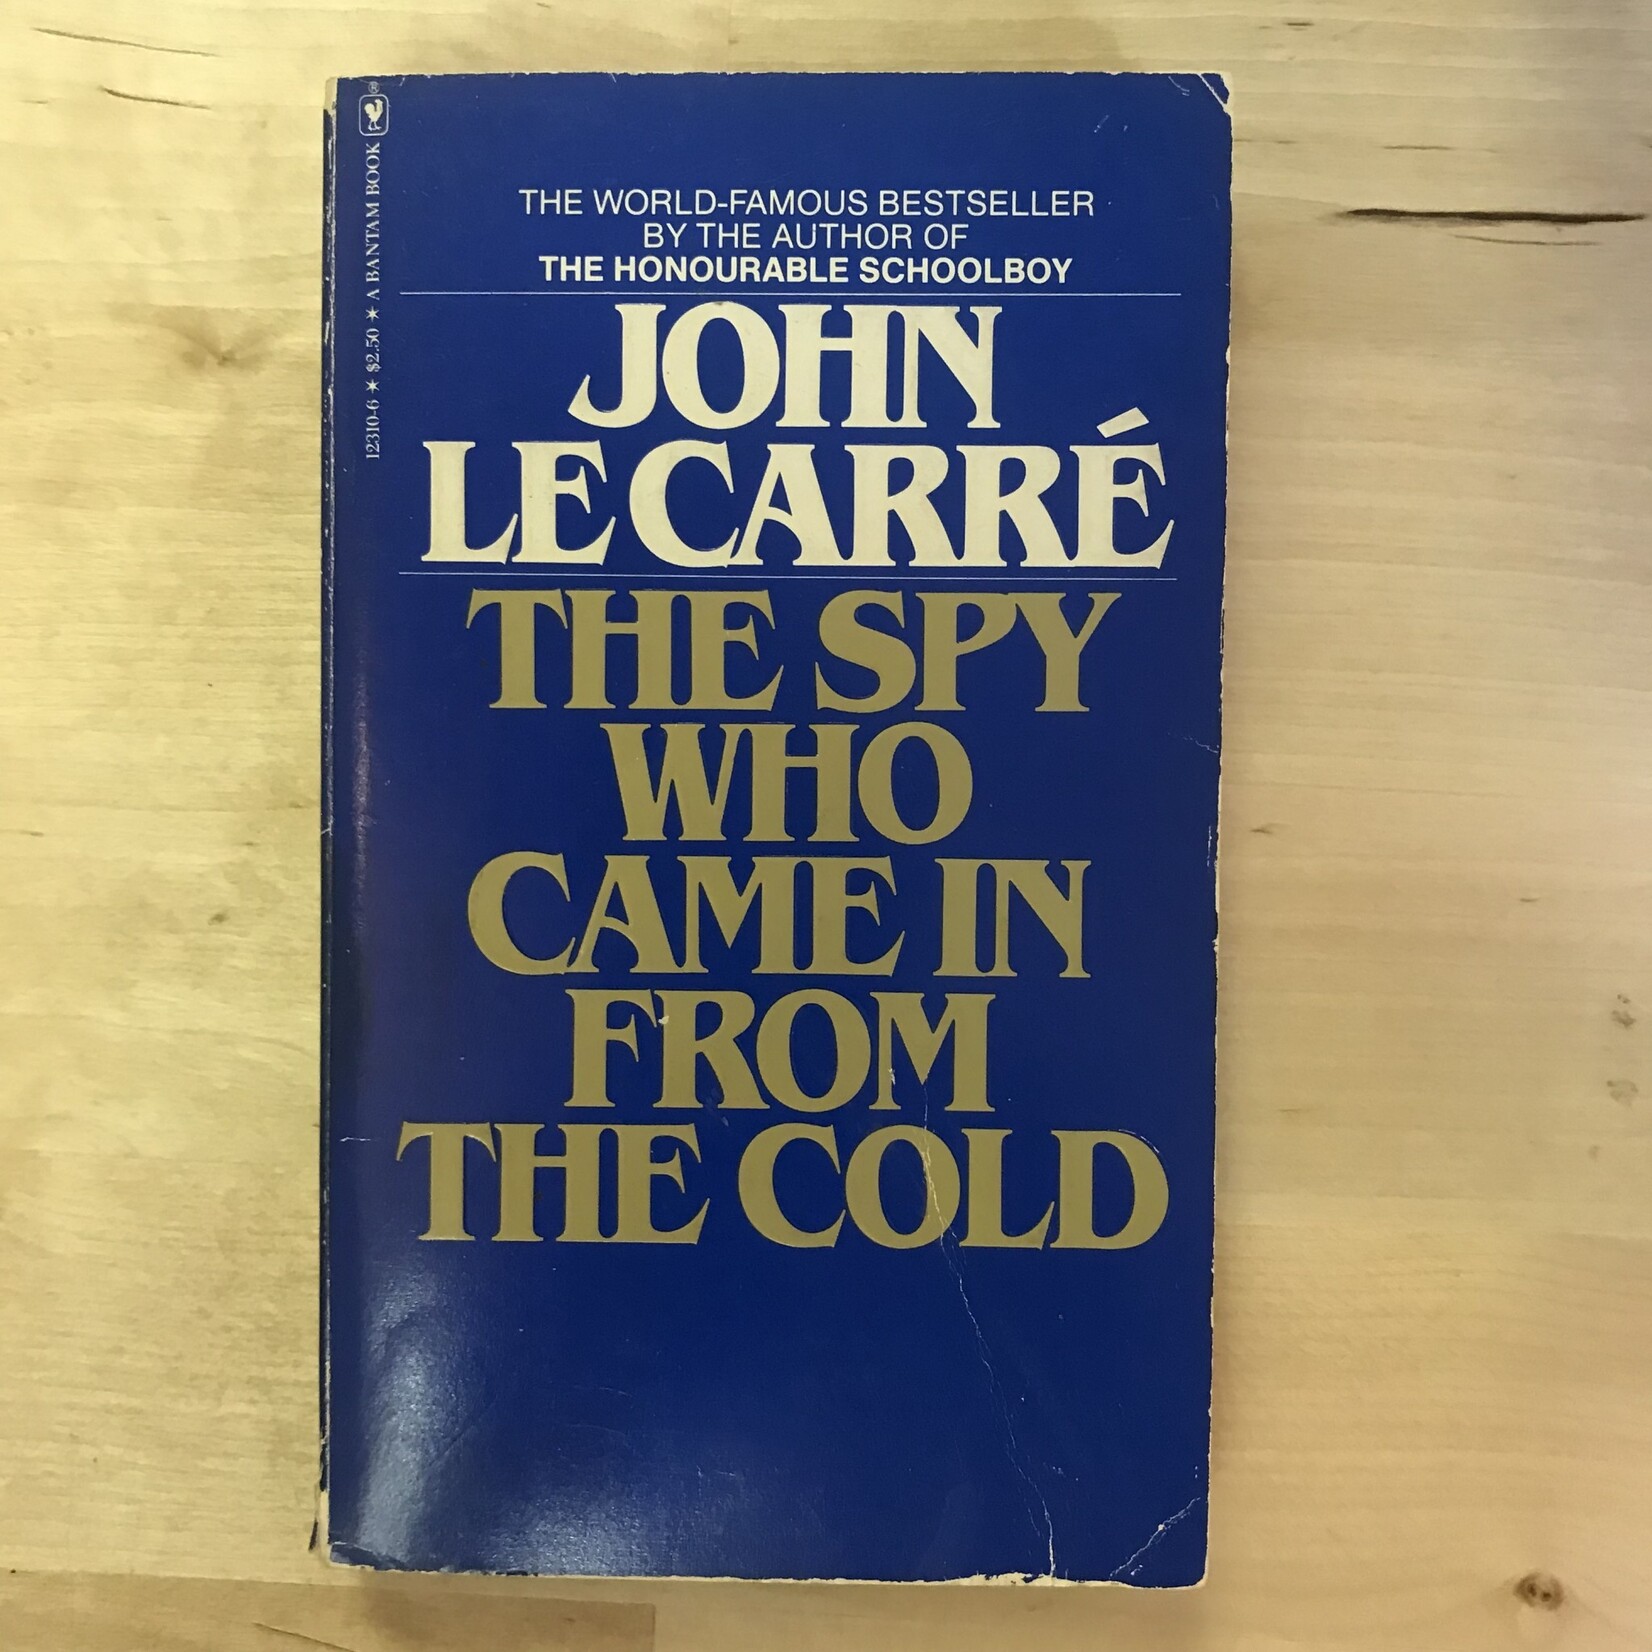 THE WORLD-FAMOUS BESTSELLER
BY THE AUTHOR OF
THE HONOURABLE SCHOOLBOY
JOHN
LE CARRÉ
THE SPY
WHO
CAME IN
FROM
THE COLD
12310-6 ★ $2.50 ★ A BANTAM BOOK ®